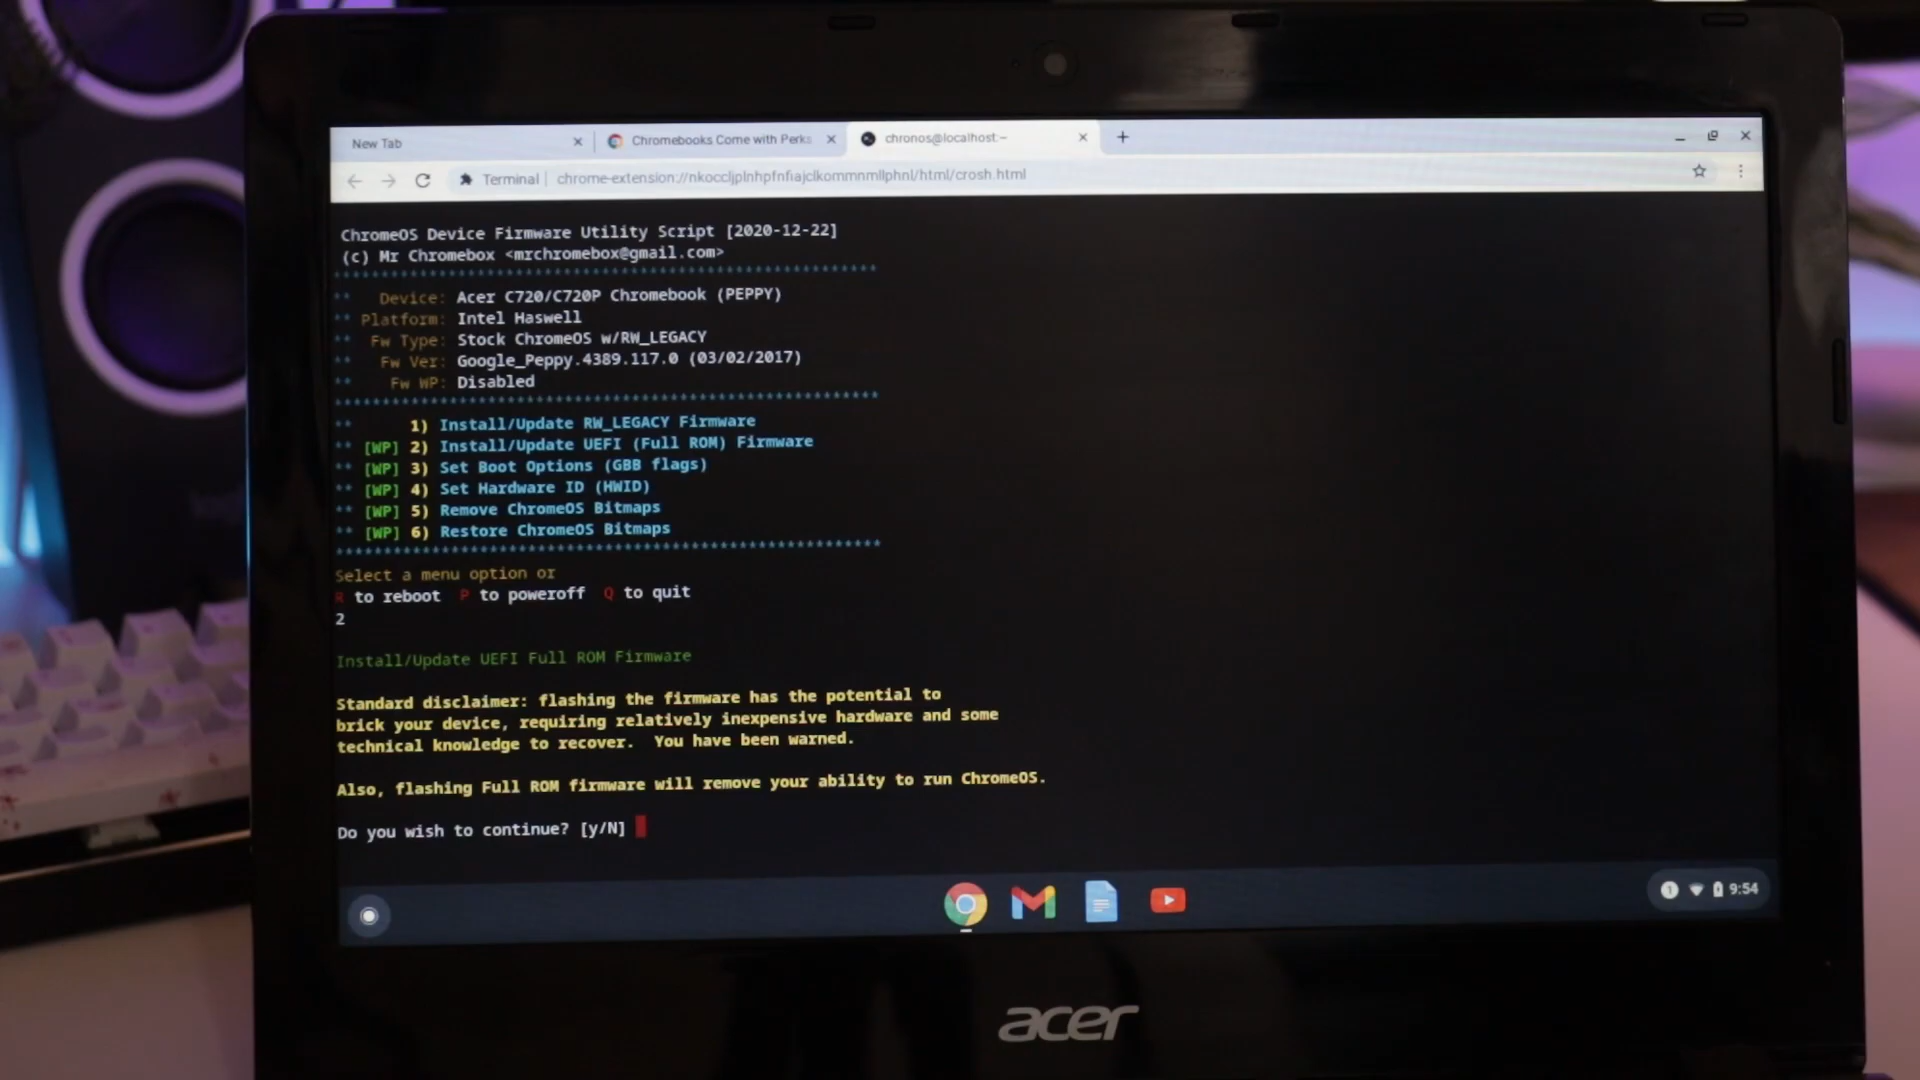 New Tab
Chromebooks Come with Perks
chronos@localhost:~
Terminal
chrome-extension://nkoccljplnhpfnfiajclkommnmllphnl/html/crosh.html
ChromeOS Device Firmware Utility Script [2020-12-22]
(c) Mr Chromebox <mrchromebox@gmail.com>
*********************************************************
** Device: Acer C720/C720P Chromebook (PEPPY)
** Platform: Intel Haswell
** Fw Type: Stock ChromeOS w/RW_LEGACY
** Fw Ver: Google_Peppy.4389.117.0 (03/02/2017)
** Fw WP: Disabled
*********************************************************
** 1) Install/Update RW_LEGACY Firmware
** [WP] 2) Install/Update UEFI (Full ROM) Firmware
** [WP] 3) Set Boot Options (GBB flags)
** [WP] 4) Set Hardware ID (HWID)
** [WP] 5) Remove ChromeOS Bitmaps
** [WP] 6) Restore ChromeOS Bitmaps
*********************************************************
Select a menu option or
R to reboot P to poweroff Q to quit
2
Install/Update UEFI Full ROM Firmware
Standard disclaimer: flashing the firmware has the potential to
brick your device, requiring relatively inexpensive hardware and some
technical knowledge to recover. You have been warned.
Also, flashing Full ROM firmware will remove your ability to run ChromeOS.
Do you wish to continue? [y/N]
1 9:54
acer